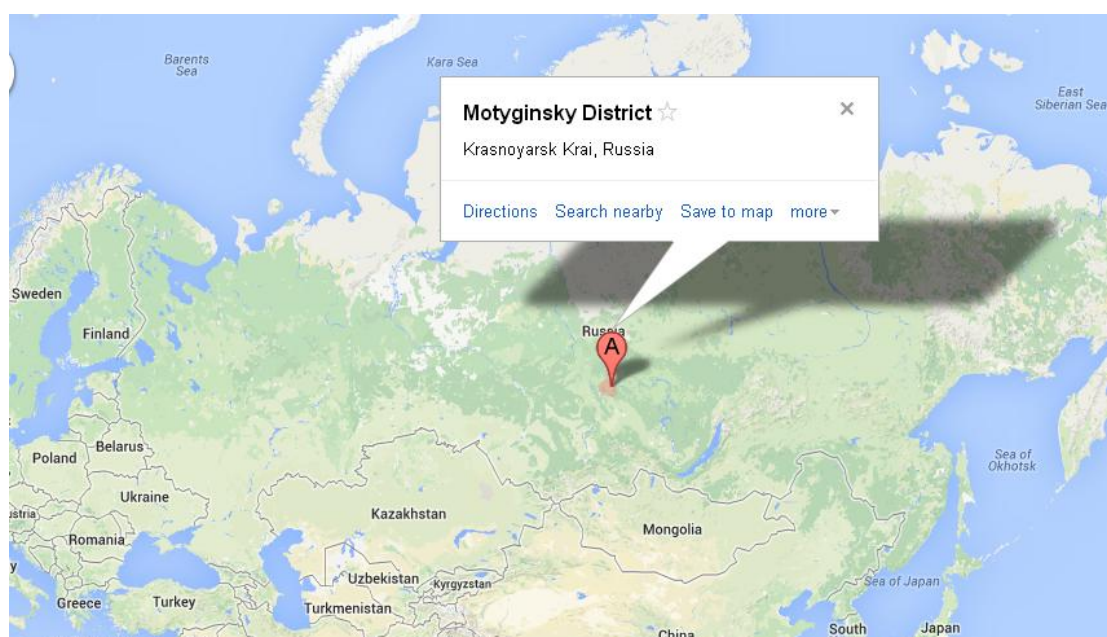 Barents
Sea
Kara Sea
East
Siberian Sea
Motyginsky District
Krasnoyarsk Krai, Russia
Directions Search nearby Save to map more
Sweden
Finland
Russia
A
Belarus
Poland
Sea of
Okhotsk
Ukraine
Kazakhstan
Mongolia
Romania
Uzbekistan
Kyrgyzstan
Sea of Japan
Greece
Turkey
Turkmenistan
China
South
Japan